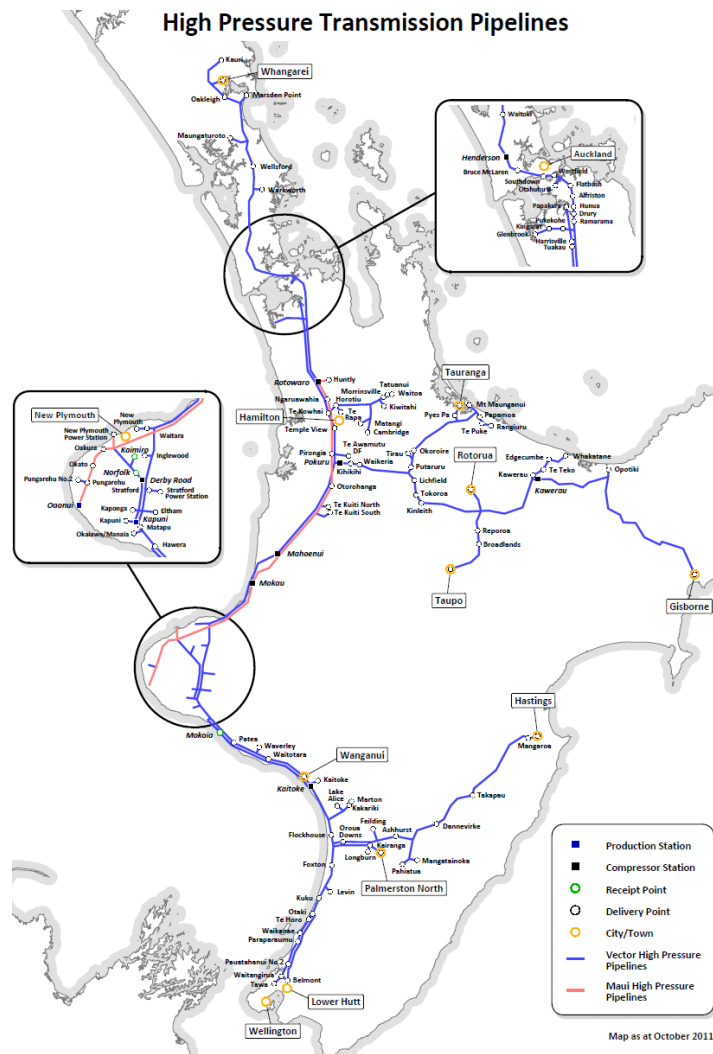 High Pressure Transmission Pipelines
Kauri
Whangarei
Oakleigh
Marsden Point
Maungaturoto
Wellsford
Warkworth
Waitoki
Henderson
Auckland
Bruce McLaren
Westfield
Southdown
Otahuhu
Flatbush
Alfriston
Papakura
Hunua
Drury
Pukekohe
Ramarama
Kingseat
Glenbrook
Harrisville
Tuakau
Rotowaro
Huntly
Tatuanui
Morrinsville
Waitoa
Ngaruawahia
Horotiu
Kiwitahi
Te Kowhai
Te
Rapa
Hamilton
Matangi
Cambridge
Temple View
Tauranga
Mt Maunganui
Pyes Pa
Papamoa
Te Puke
Rangiuru
Te Awamutu
DF
Pirongia
Pokuru
Kihikihi
Waikeria
Okoroire
Tirau
Putaruru
Lichfield
Tokoroa
Kinleith
Rotorua
Edgecumbe
Whakatane
Te Teko
Kawerau
Kawerau
Opotiki
Otorohanga
Te Kuiti North
Te Kuiti South
Reporoa
Broadlands
Taupo
Gisborne
Mahoenui
Mokau
New Plymouth
New
Plymouth
New Plymouth
Power Station
Waitara
Oakura
Kaimiro
Inglewood
Okato
Norfolk
Derby Road
Pungarehu No.2
Pungarehu
Stratford
Stratford
Power Station
Oaonui
Kaponga
Eltham
Kapuni
Kapuni
Matapu
Okaiawa/Manaia
Hawera
Mokoia
Patea
Waverley
Waitotara
Wanganui
Kaitoke
Kaitoke
Lake
Alice
Marton
Kakariki
Hastings
Mangaroa
Takapau
Dannevirke
Feilding
Oroua
Downs
Ashhurst
Flockhouse
Kairanga
Longburn
Mangatainoka
Pahiatua
Foxton
Palmerston North
Levin
Kuku
Otaki
Te Horo
Waikanae
Paraparaumu
Pauatahanui No.2
Waitangirua
Belmont
Tawa
Lower Hutt
Wellington
Production Station
Compressor Station
Receipt Point
Delivery Point
City/Town
Vector High Pressure
Pipelines
Maui High Pressure
Pipelines
Map as at October 2011